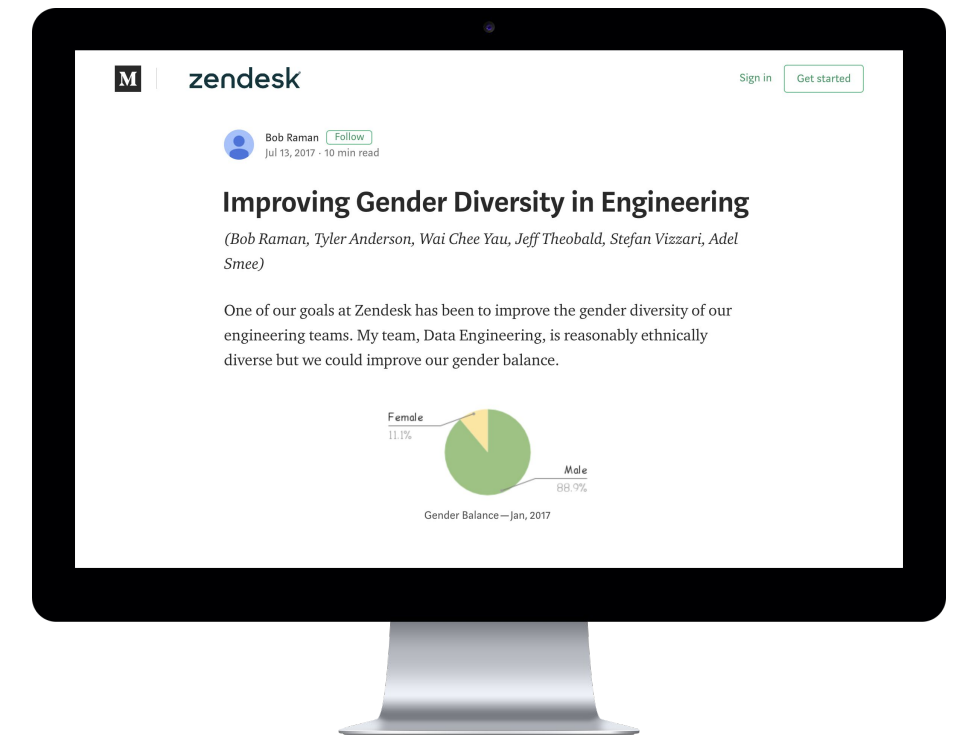 M
zendesk
Sign in
Get started
Bob Raman
Follow
Jul 13, 2017 · 10 min read
Improving Gender Diversity in Engineering
(Bob Raman, Tyler Anderson, Wai Chee Yau, Jeff Theobald, Stefan Vizzari, Adel
Smee)
One of our goals at Zendesk has been to improve the gender diversity of our
engineering teams. My team, Data Engineering, is reasonably ethnically
diverse but we could improve our gender balance.
Female
11.1%
Male
88.9%
Gender Balance — Jan, 2017